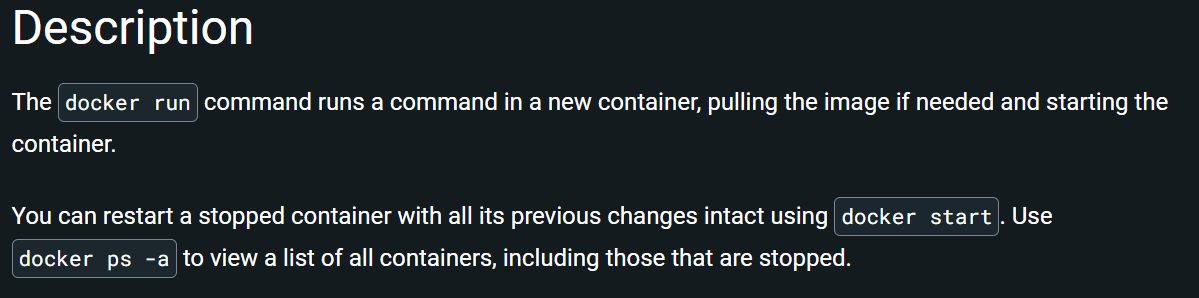 Description
The docker run command runs a command in a new container, pulling the image if needed and starting the
container.
You can restart a stopped container with all its previous changes intact using docker start. Use
docker ps -a to view a list of all containers, including those that are stopped.